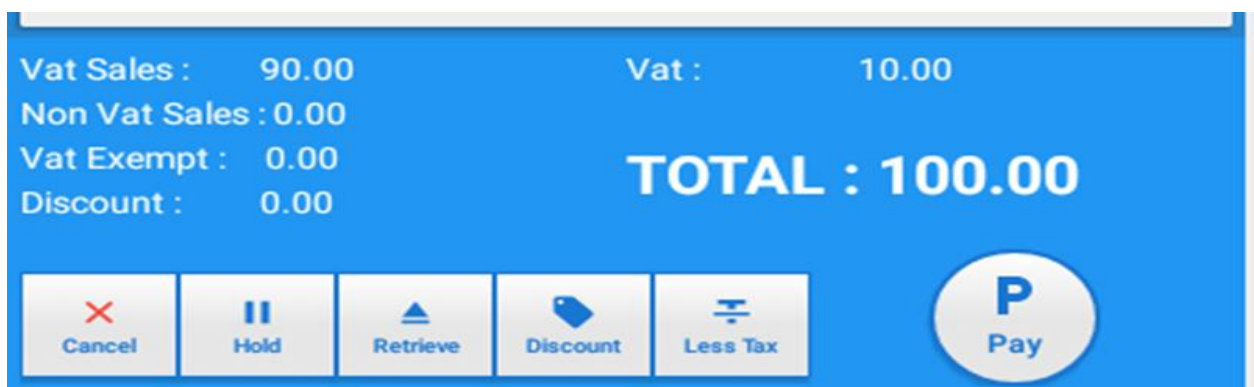 Vat Sales : 90.00 Vat : 10.00
Non Vat Sales : 0.00
Vat Exempt : 0.00
TOTAL : 100.00
Discount : 0.00
P
Cancel Hold Retrieve Discount Less Tax Pay